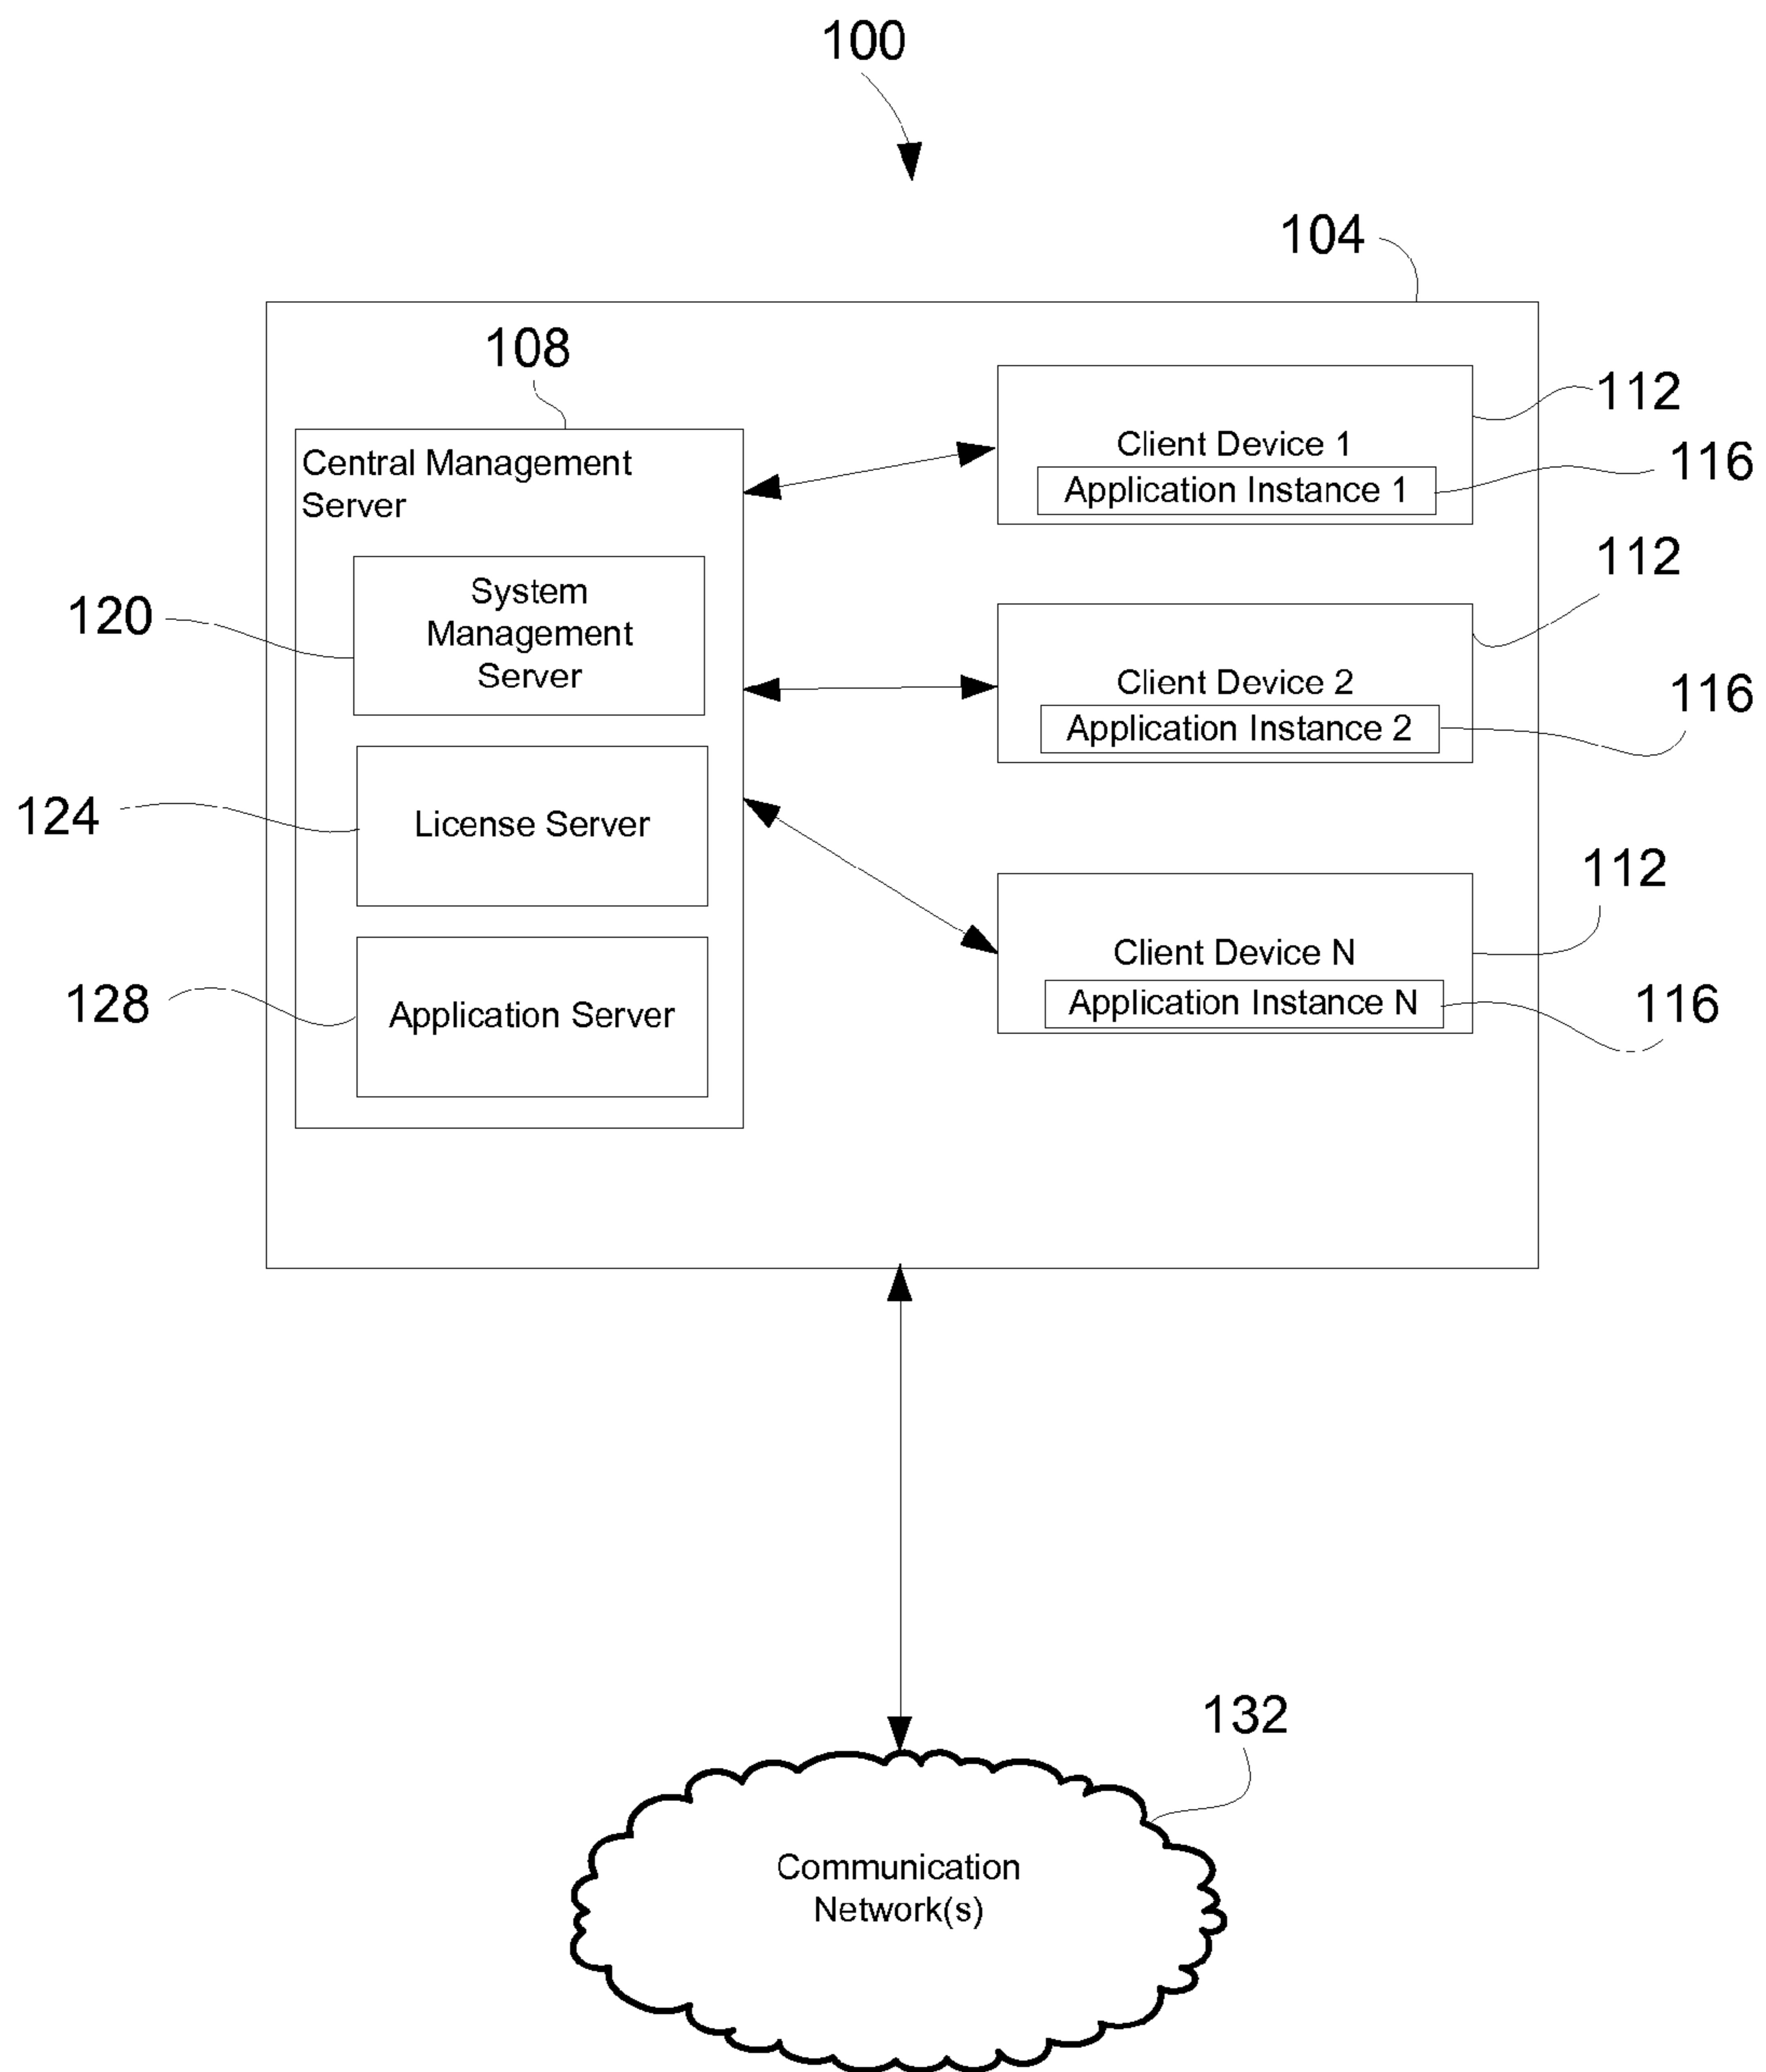 100
104
108
Central Management
Server
System
Management
Server
120
License Server
124
Application Server
128
Client Device 1
112
Application Instance 1
116
Client Device 2
112
Application Instance 2
116
Client Device N
112
Application Instance N
116
132
Communication
Network(s)